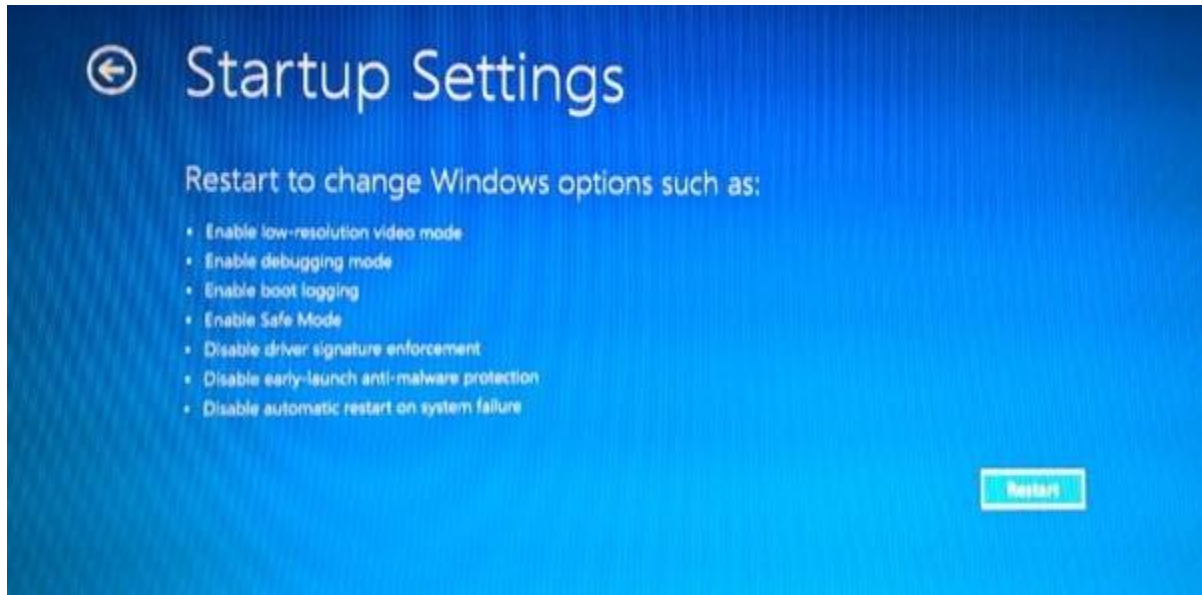 Startup Settings
Restart to change Windows options such as:
• Enable low-resolution video mode
• Enable debugging mode
• Enable boot logging
• Enable Safe Mode
• Disable driver signature enforcement
• Disable early-launch anti-malware protection
• Disable automatic restart on system failure
Restart